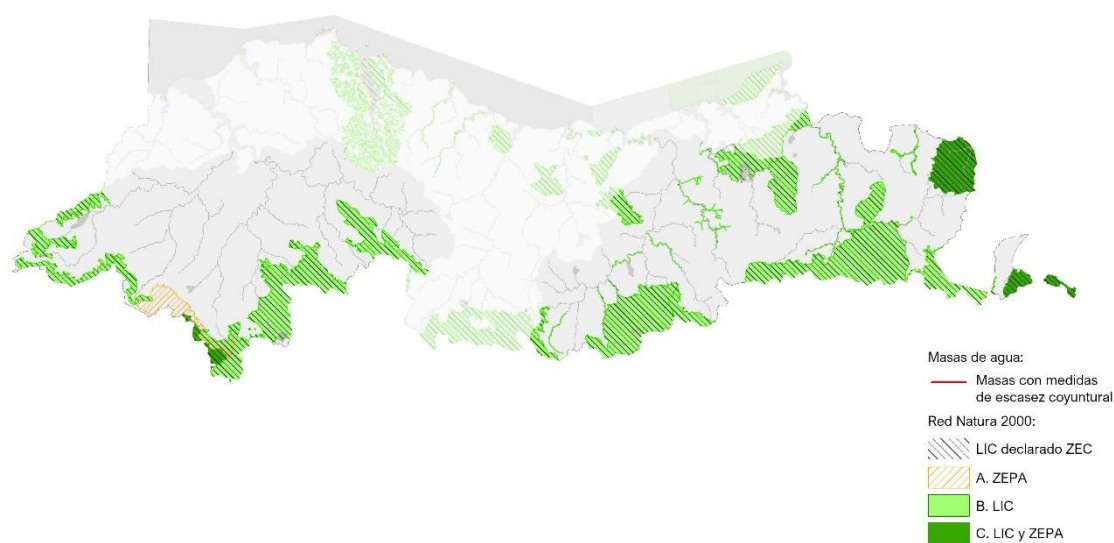 Masas de agua:
Masas con medidas
de escasez coyuntural
Red Natura 2000:
LIC declarado ZEC
A. ZEPA
B. LIC
C. LIC y ZEPA